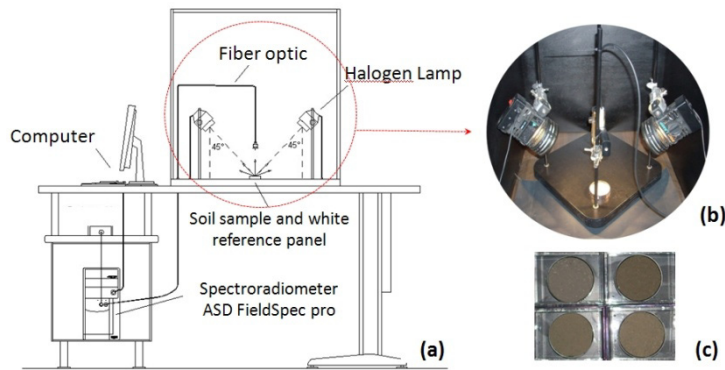 Fiber optic
Halogen Lamp
Computer
45°
45°
Soil sample and white
reference panel
Spectroradiometer
ASD FieldSpec pro
(a)
(b)
(c)